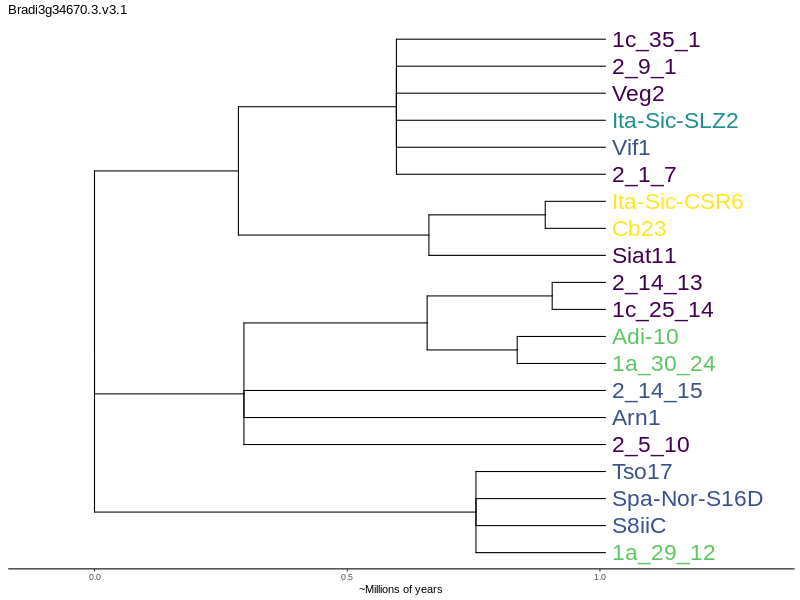 Bradi3g34670.3.v3.1
1c_35_1
2_9_1
Veg2
Ita-Sic-SLZ2
Vif1
2_1_7
Ita-Sic-CSR6
Cb23
Siat11
2_14_13
1c_25_14
Adi-10
1a_30_24
2_14_15
Arn1
2_5_10
Tso17
Spa-Nor-S16D
S8iiC
1a_29_12
0.0 0.5 1.0
~Millions of years